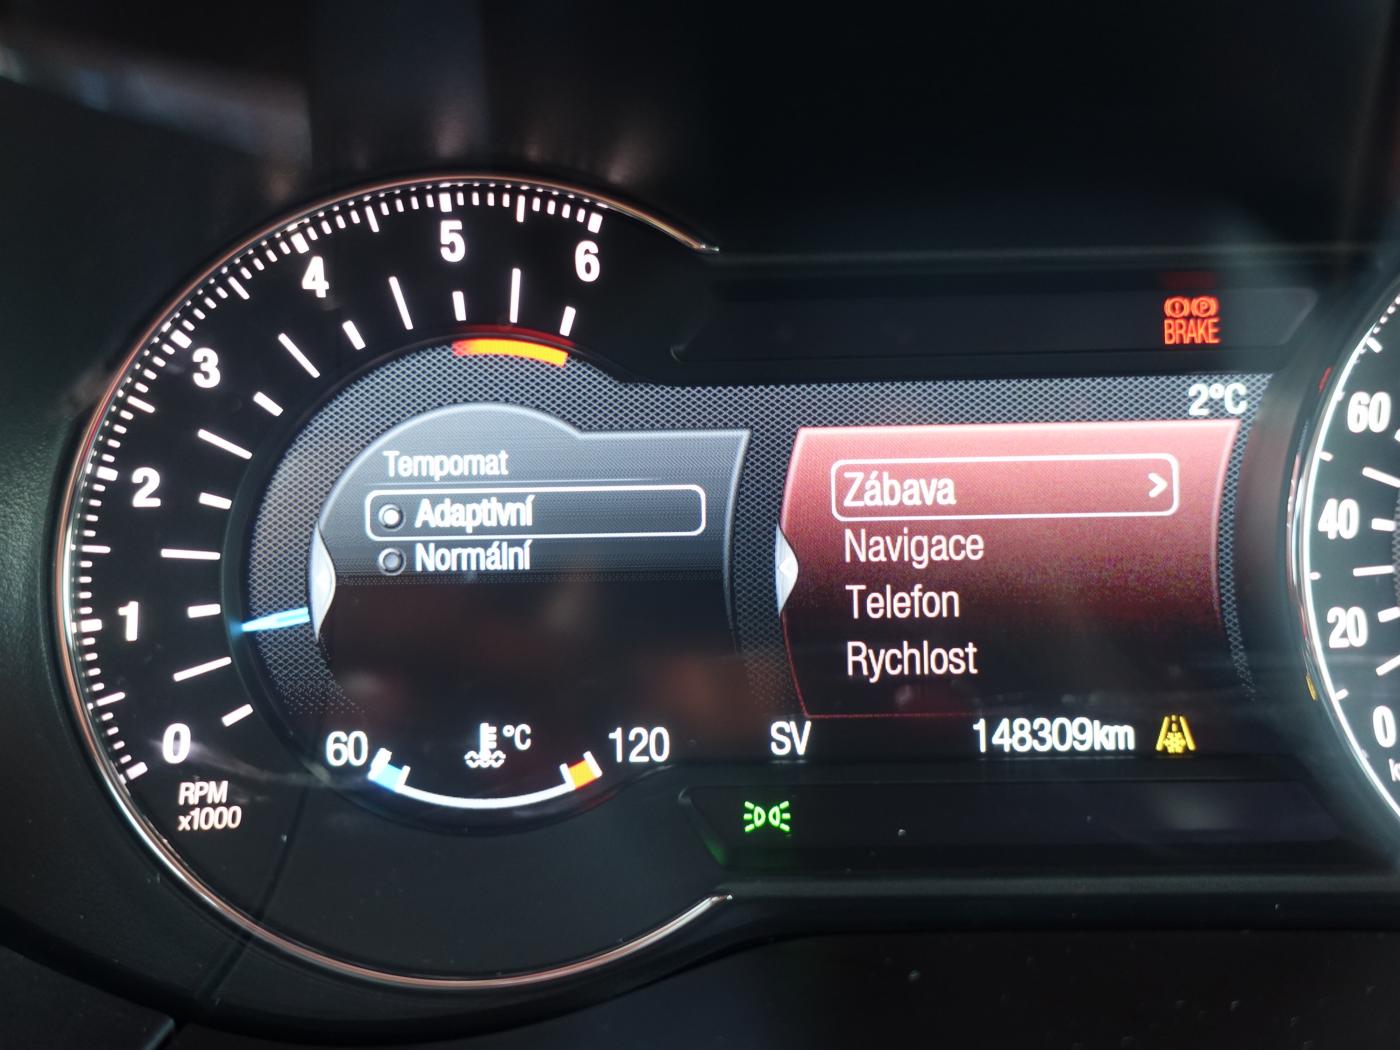 5
6
4
3
2
1
0
RPM
x1000
BRAKE
2°C
Tempomat
Adaptivní
Normální
Zábava
Navigace
Telefon
Rychlost
60
°C
120
SV
148309km
60
40
20
0